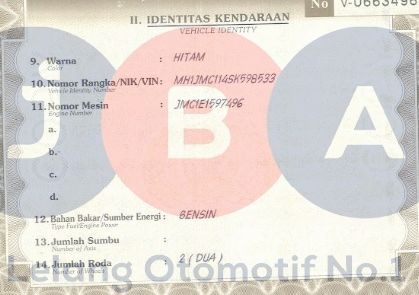 No V-0663496
II. IDENTITAS KENDARAAN
VEHICLE IDENTITY
9. Warna : HITAM
Color
10. Nomor Rangka/NIK/VIN: MH1JMC114SK598533
Vehicle Identity Number
11. Nomor Mesin : JMC1E1597496
Engine Number
a.
b.
c.
d.
12. Bahan Bakar/Sumber Energi : BENSIN
Type Fuel/Engine Power
13. Jumlah Sumbu :
Number of Axis
14. Jumlah Roda : 2 ( DUA )
Number of Wheels
J B A
Lelang Otomotif No.1